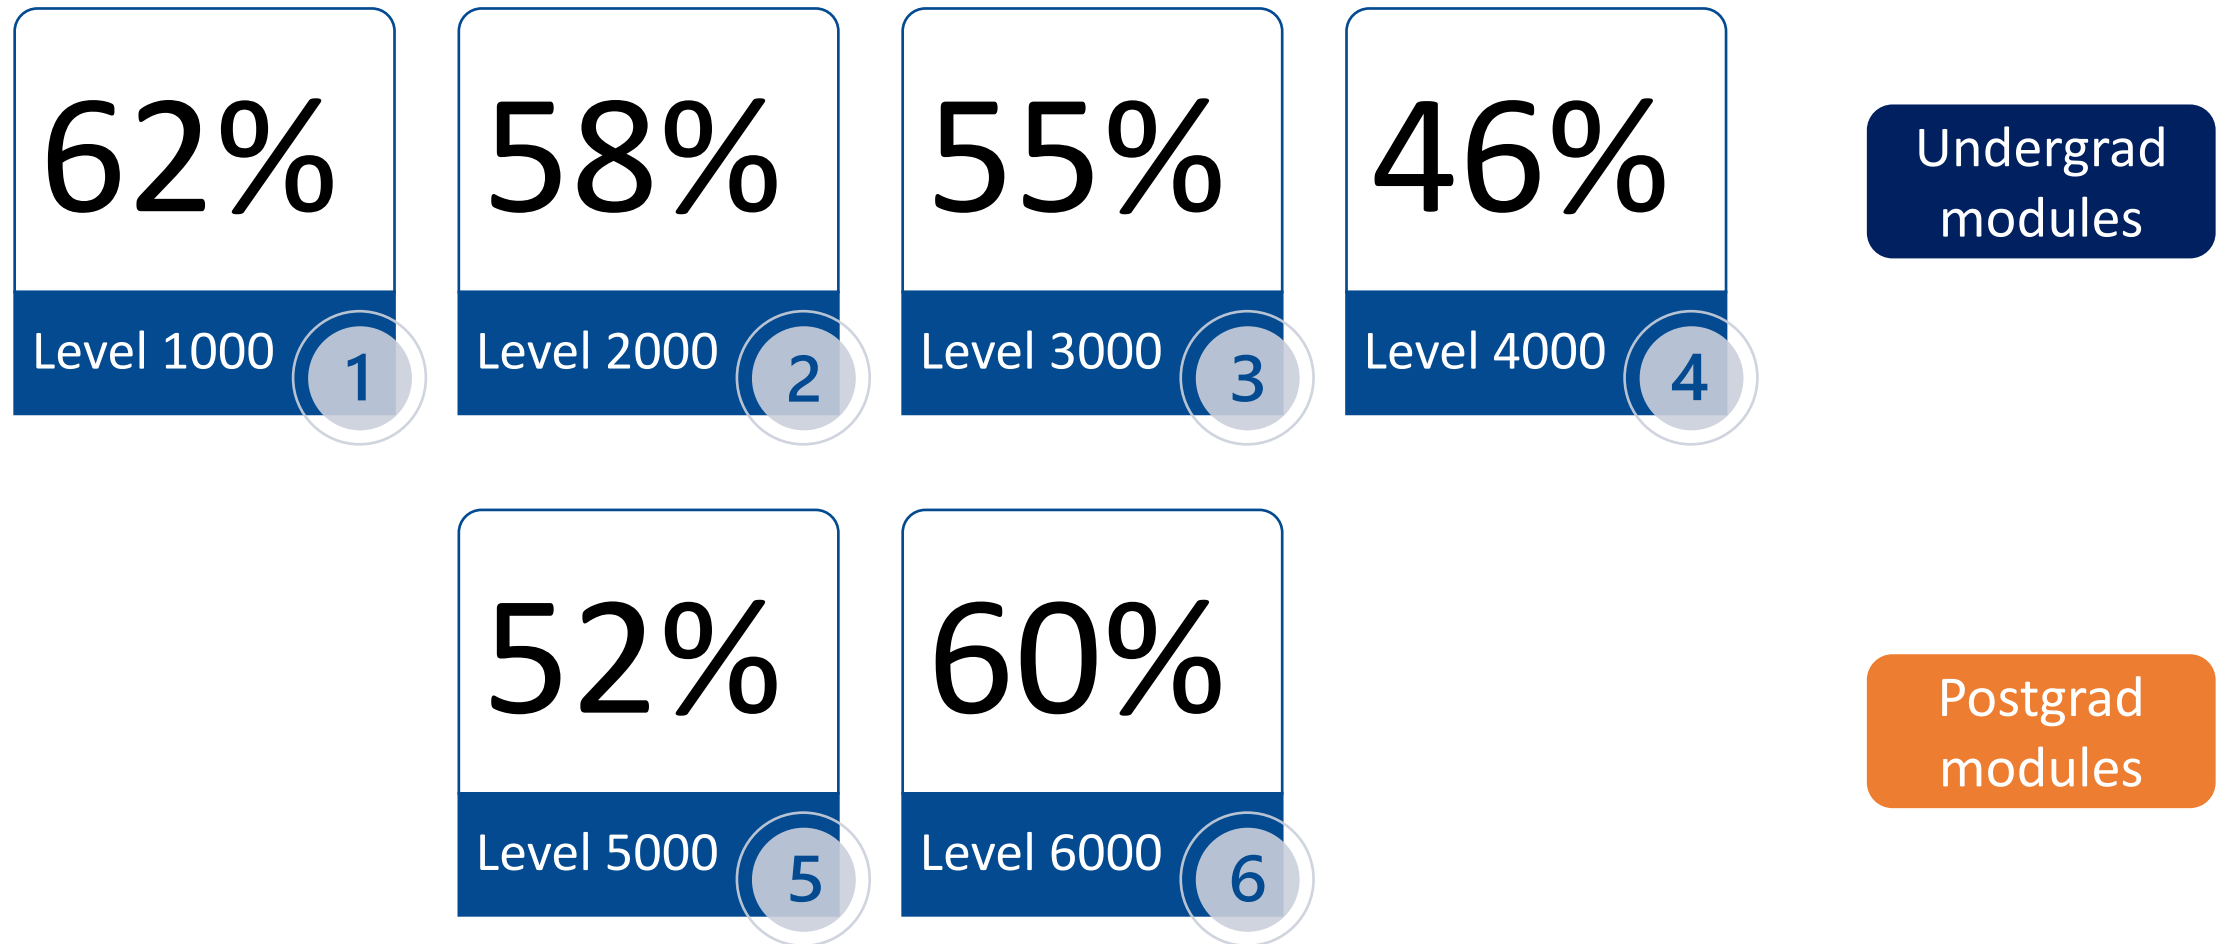 62%
58%
55%
46%
Undergrad
modules
Level 1000
1
Level 2000
2
Level 3000
3
Level 4000
4
52%
60%
Postgrad
modules
Level 5000
5
Level 6000
6